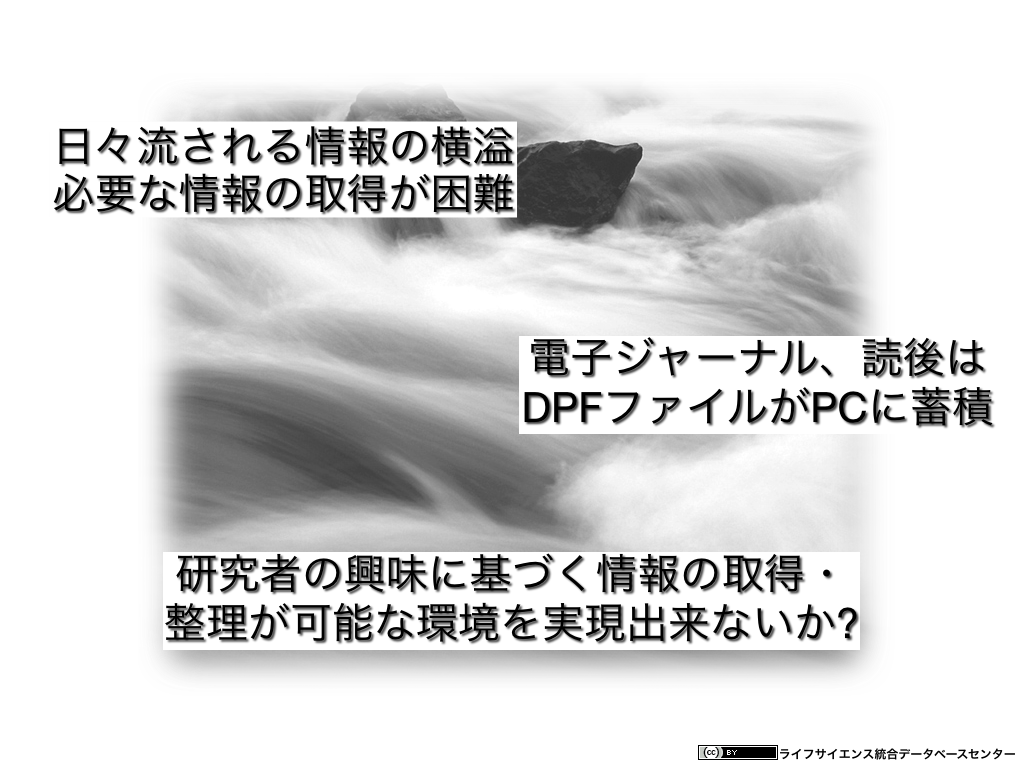 日々流される情報の横溢
必要な情報の取得が困難
電子ジャーナル、読後は
DPFファイルがPCに蓄積
研究者の興味に基づく情報の取得・
整理が可能な環境を実現出来ないか?
cc BY ライフサイエンス統合データベースセンター